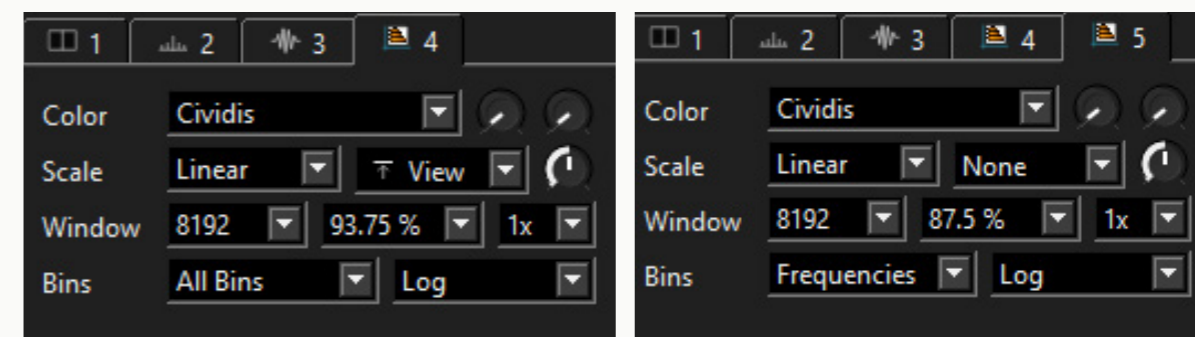 1 2 3 4
Color Cividis
Scale Linear View
Window 8192 93.75 % 1x
Bins All Bins Log
1 2 3 4 5
Color Cividis
Scale Linear None
Window 8192 87.5 % 1x
Bins Frequencies Log